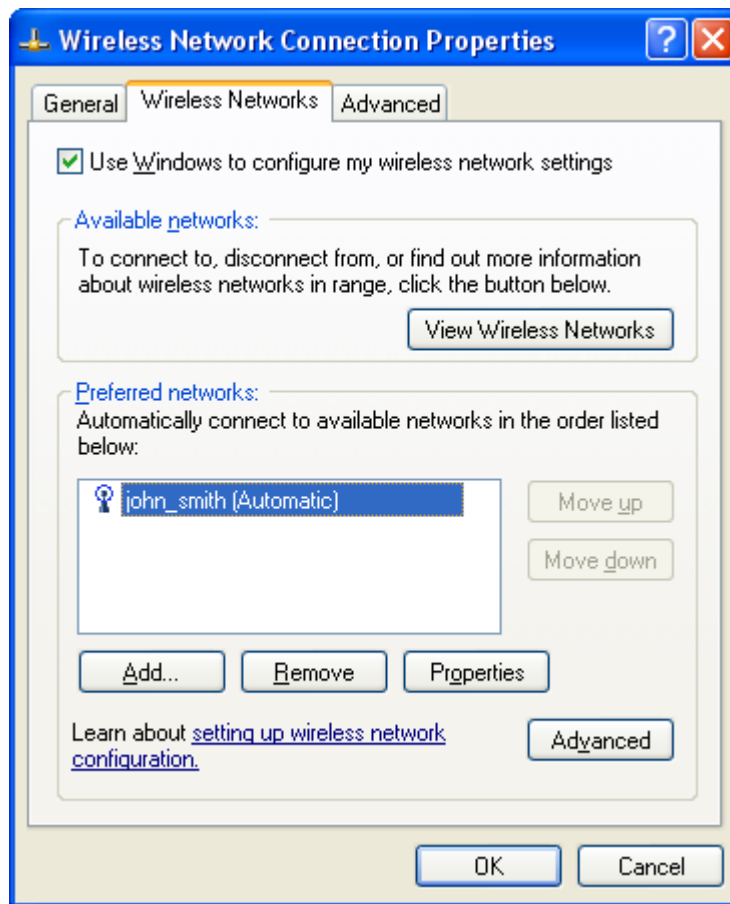 Wireless Network Connection Properties
General Wireless Networks Advanced
Use Windows to configure my wireless network settings
Available networks:
To connect to, disconnect from, or find out more information
about wireless networks in range, click the button below.
View Wireless Networks
Preferred networks:
Automatically connect to available networks in the order listed
below:
john_smith (Automatic)
Move up
Move down
Add... Remove Properties
Learn about setting up wireless network
configuration.
Advanced
OK Cancel